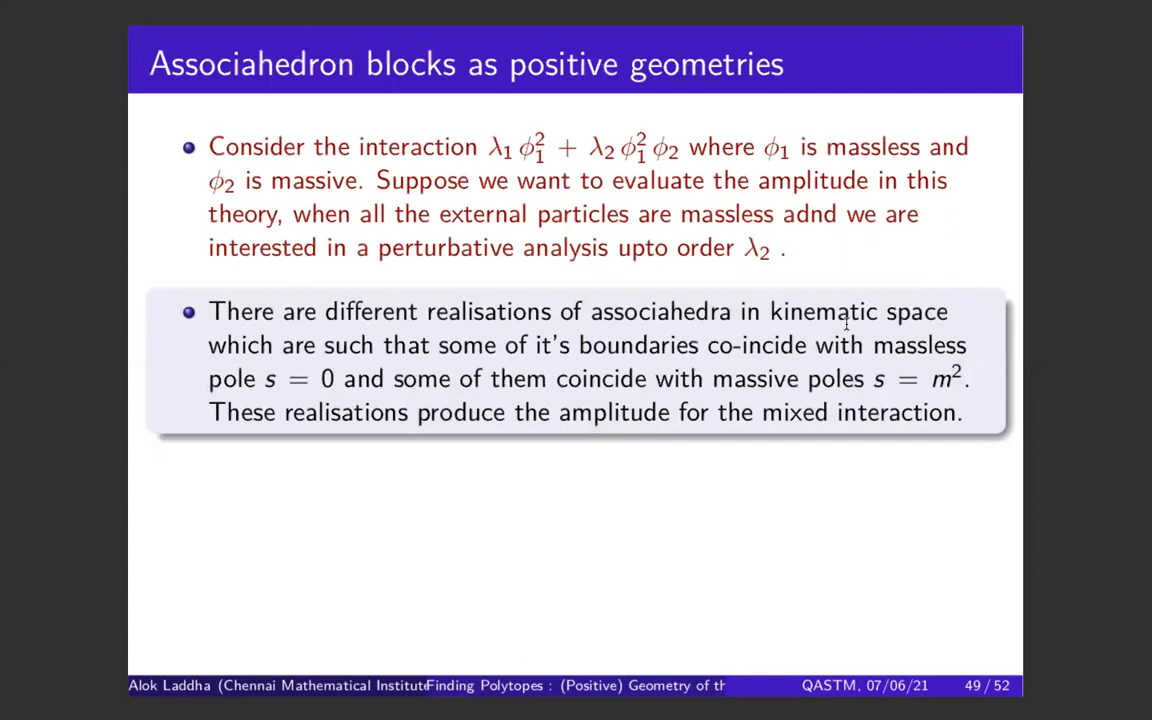 Associahedron blocks as positive geometries
Consider the interaction λ₁ ϕ₁² + λ₂ ϕ₁² ϕ₂ where ϕ₁ is massless and
ϕ₂ is massive. Suppose we want to evaluate the amplitude in this
theory, when all the external particles are massless adnd we are
interested in a perturbative analysis upto order λ₂ .
There are different realisations of associahedra in kinematic space
which are such that some of it's boundaries co-incide with massless
pole s = 0 and some of them coincide with massive poles s = m².
These realisations produce the amplitude for the mixed interaction.
Alok Laddha (Chennai Mathematical Institute Finding Polytopes : (Positive) Geometry of th QASTM, 07/06/21 49 / 52